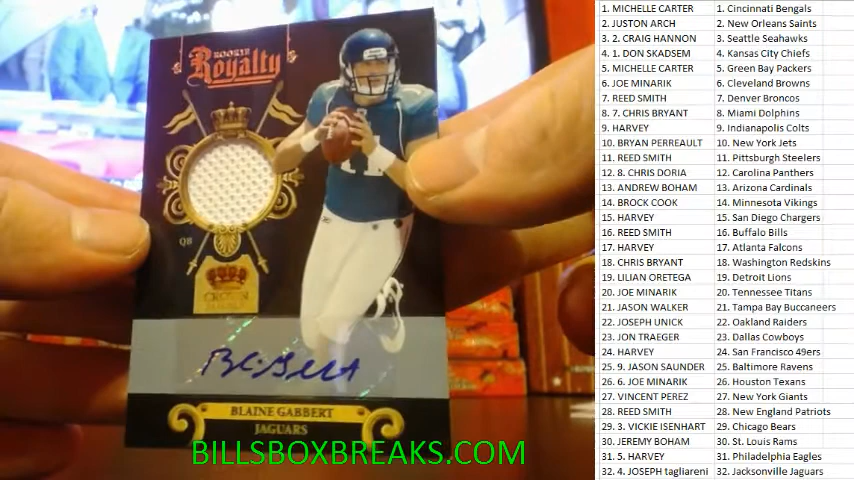 ROOKIE
Royalty
11
QB
CROWN
BLAINE GABBERT
JAGUARS
BILLSBOXBREAKS.COM
1. MICHELLE CARTER 1. Cincinnati Bengals
2. JUSTON ARCH 2. New Orleans Saints
3. 2. CRAIG HANNON 3. Seattle Seahawks
4. 1. DON SKADSEM 4. Kansas City Chiefs
5. MICHELLE CARTER 5. Green Bay Packers
6. JOE MINARIK 6. Cleveland Browns
7. REED SMITH 7. Denver Broncos
8. 7. CHRIS BRYANT 8. Miami Dolphins
9. HARVEY 9. Indianapolis Colts
10. BRYAN PERREAULT 10. New York Jets
11. REED SMITH 11. Pittsburgh Steelers
12. 8. CHRIS DORIA 12. Carolina Panthers
13. ANDREW BOHAM 13. Arizona Cardinals
14. BROCK COOK 14. Minnesota Vikings
15. HARVEY 15. San Diego Chargers
16. REED SMITH 16. Buffalo Bills
17. HARVEY 17. Atlanta Falcons
18. CHRIS BRYANT 18. Washington Redskins
19. LILIAN ORETEGA 19. Detroit Lions
20. JOE MINARIK 20. Tennessee Titans
21. JASON WALKER 21. Tampa Bay Buccaneers
22. JOSEPH UNICK 22. Oakland Raiders
23. JON TRAEGER 23. Dallas Cowboys
24. HARVEY 24. San Francisco 49ers
25. 9. JASON SAUNDER 25. Baltimore Ravens
26. 6. JOE MINARIK 26. Houston Texans
27. VINCENT PEREZ 27. New York Giants
28. REED SMITH 28. New England Patriots
29. 3. VICKIE ISENHART 29. Chicago Bears
30. JEREMY BOHAM 30. St. Louis Rams
31. 5. HARVEY 31. Philadelphia Eagles
32. 4. JOSEPH tagliareni 32. Jacksonville Jaguars